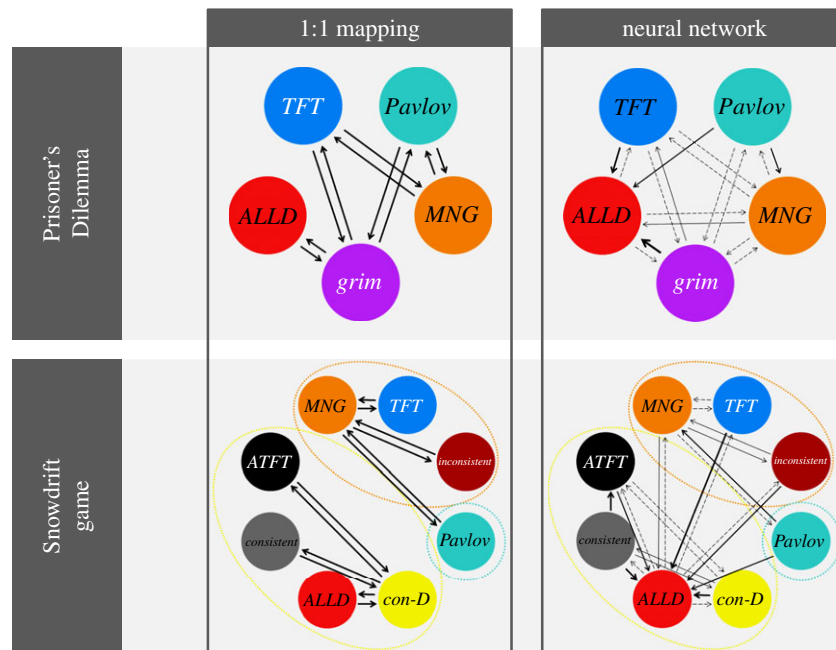 1:1 mapping
neural network
Prisoner's
Dilemma
TFT
Pavlov
ALLD
MNG
grim
TFT
Pavlov
ALLD
MNG
grim
Snowdrift
game
MNG
TFT
ATFT
inconsistent
consistent
Pavlov
ALLD
con-D
MNG
TFT
ATFT
inconsistent
consistent
Pavlov
ALLD
con-D